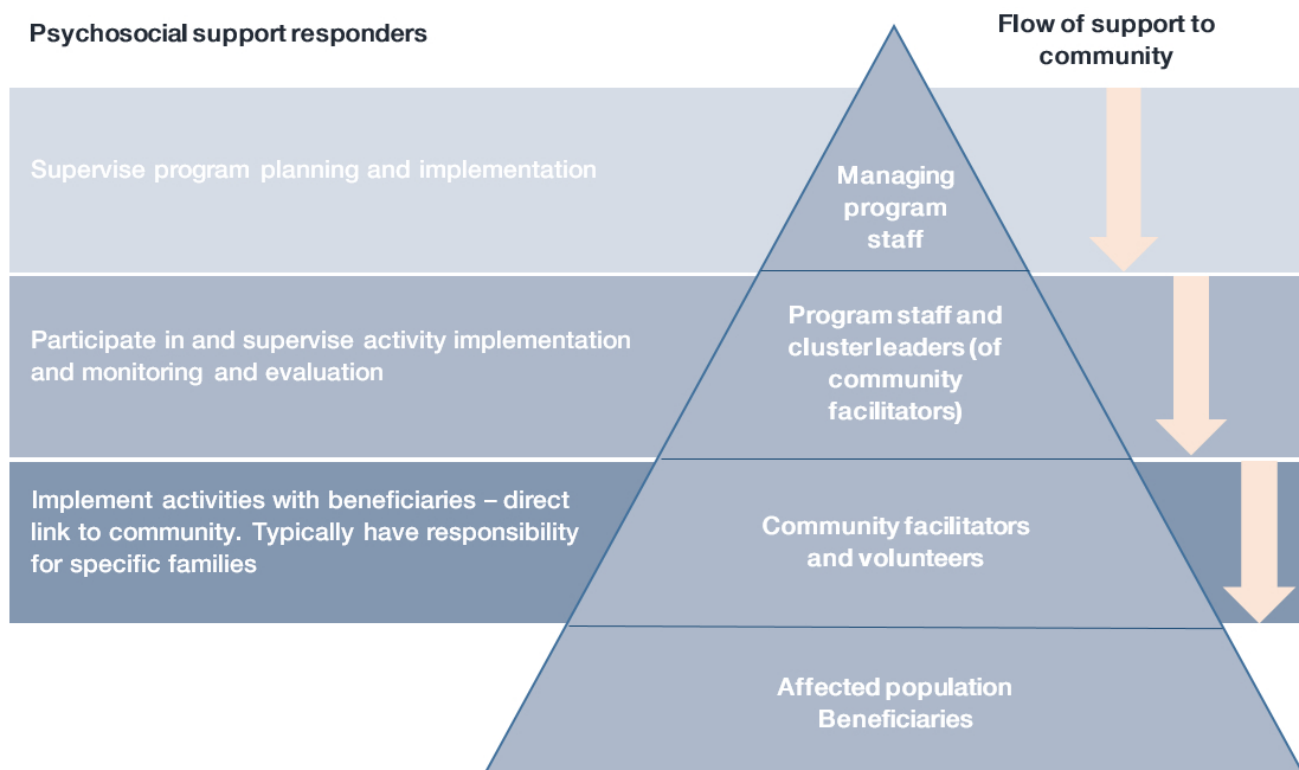 Psychosocial support responders
Flow of support to
community
Supervise program planning and implementation
Managing
program
staff
Participate in and supervise activity implementation
and monitoring and evaluation
Program staff and
cluster leaders (of
community
facilitators)
Implement activities with beneficiaries – direct
link to community. Typically have responsibility
for specific families
Community facilitators
and volunteers
Affected population
Beneficiaries